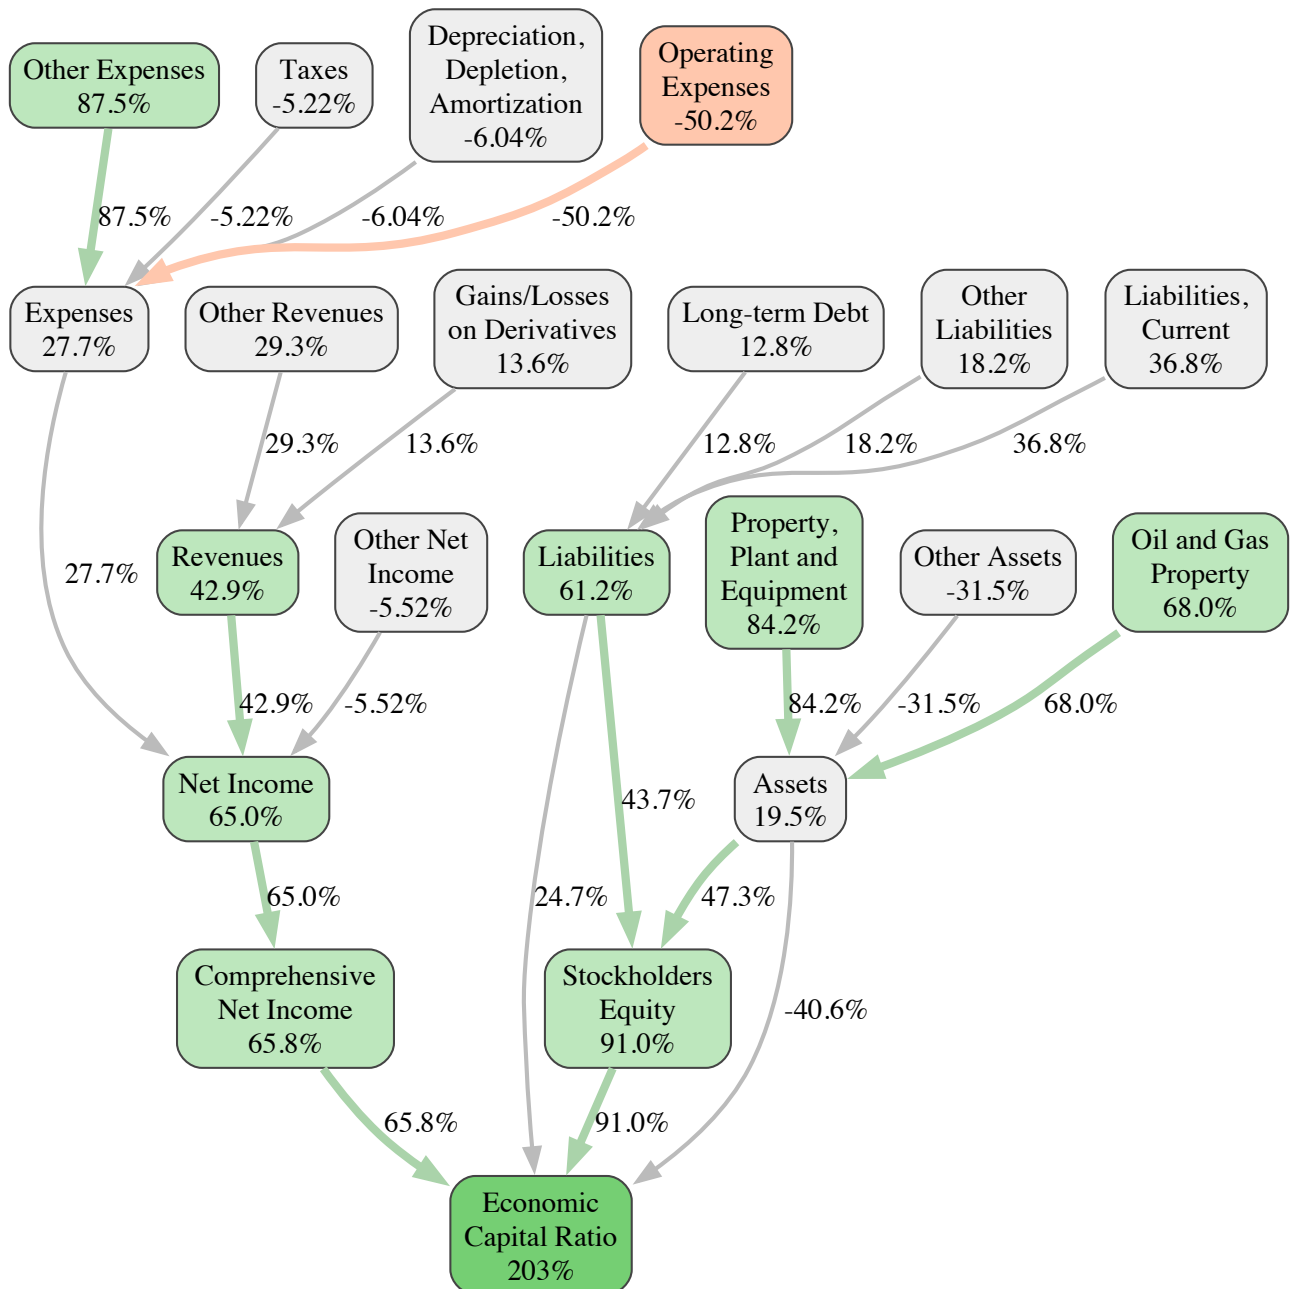 Other Expenses
87.5%
Taxes
-5.22%
Depreciation,
Depletion,
Amortization
-6.04%
Operating
Expenses
-50.2%
87.5%
-5.22%
-6.04%
-50.2%
Expenses
27.7%
Other Revenues
29.3%
Gains/Losses
on Derivatives
13.6%
Long-term Debt
12.8%
Other
Liabilities
18.2%
Liabilities,
Current
36.8%
29.3%
13.6%
12.8%
18.2%
36.8%
27.7%
Revenues
42.9%
Other Net
Income
-5.52%
Liabilities
61.2%
Property,
Plant and
Equipment
84.2%
Other Assets
-31.5%
Oil and Gas
Property
68.0%
42.9%
-5.52%
84.2%
-31.5%
68.0%
Net Income
65.0%
43.7%
Assets
19.5%
65.0%
24.7%
47.3%
Comprehensive
Net Income
65.8%
Stockholders
Equity
91.0%
-40.6%
65.8%
91.0%
Economic
Capital Ratio
203%